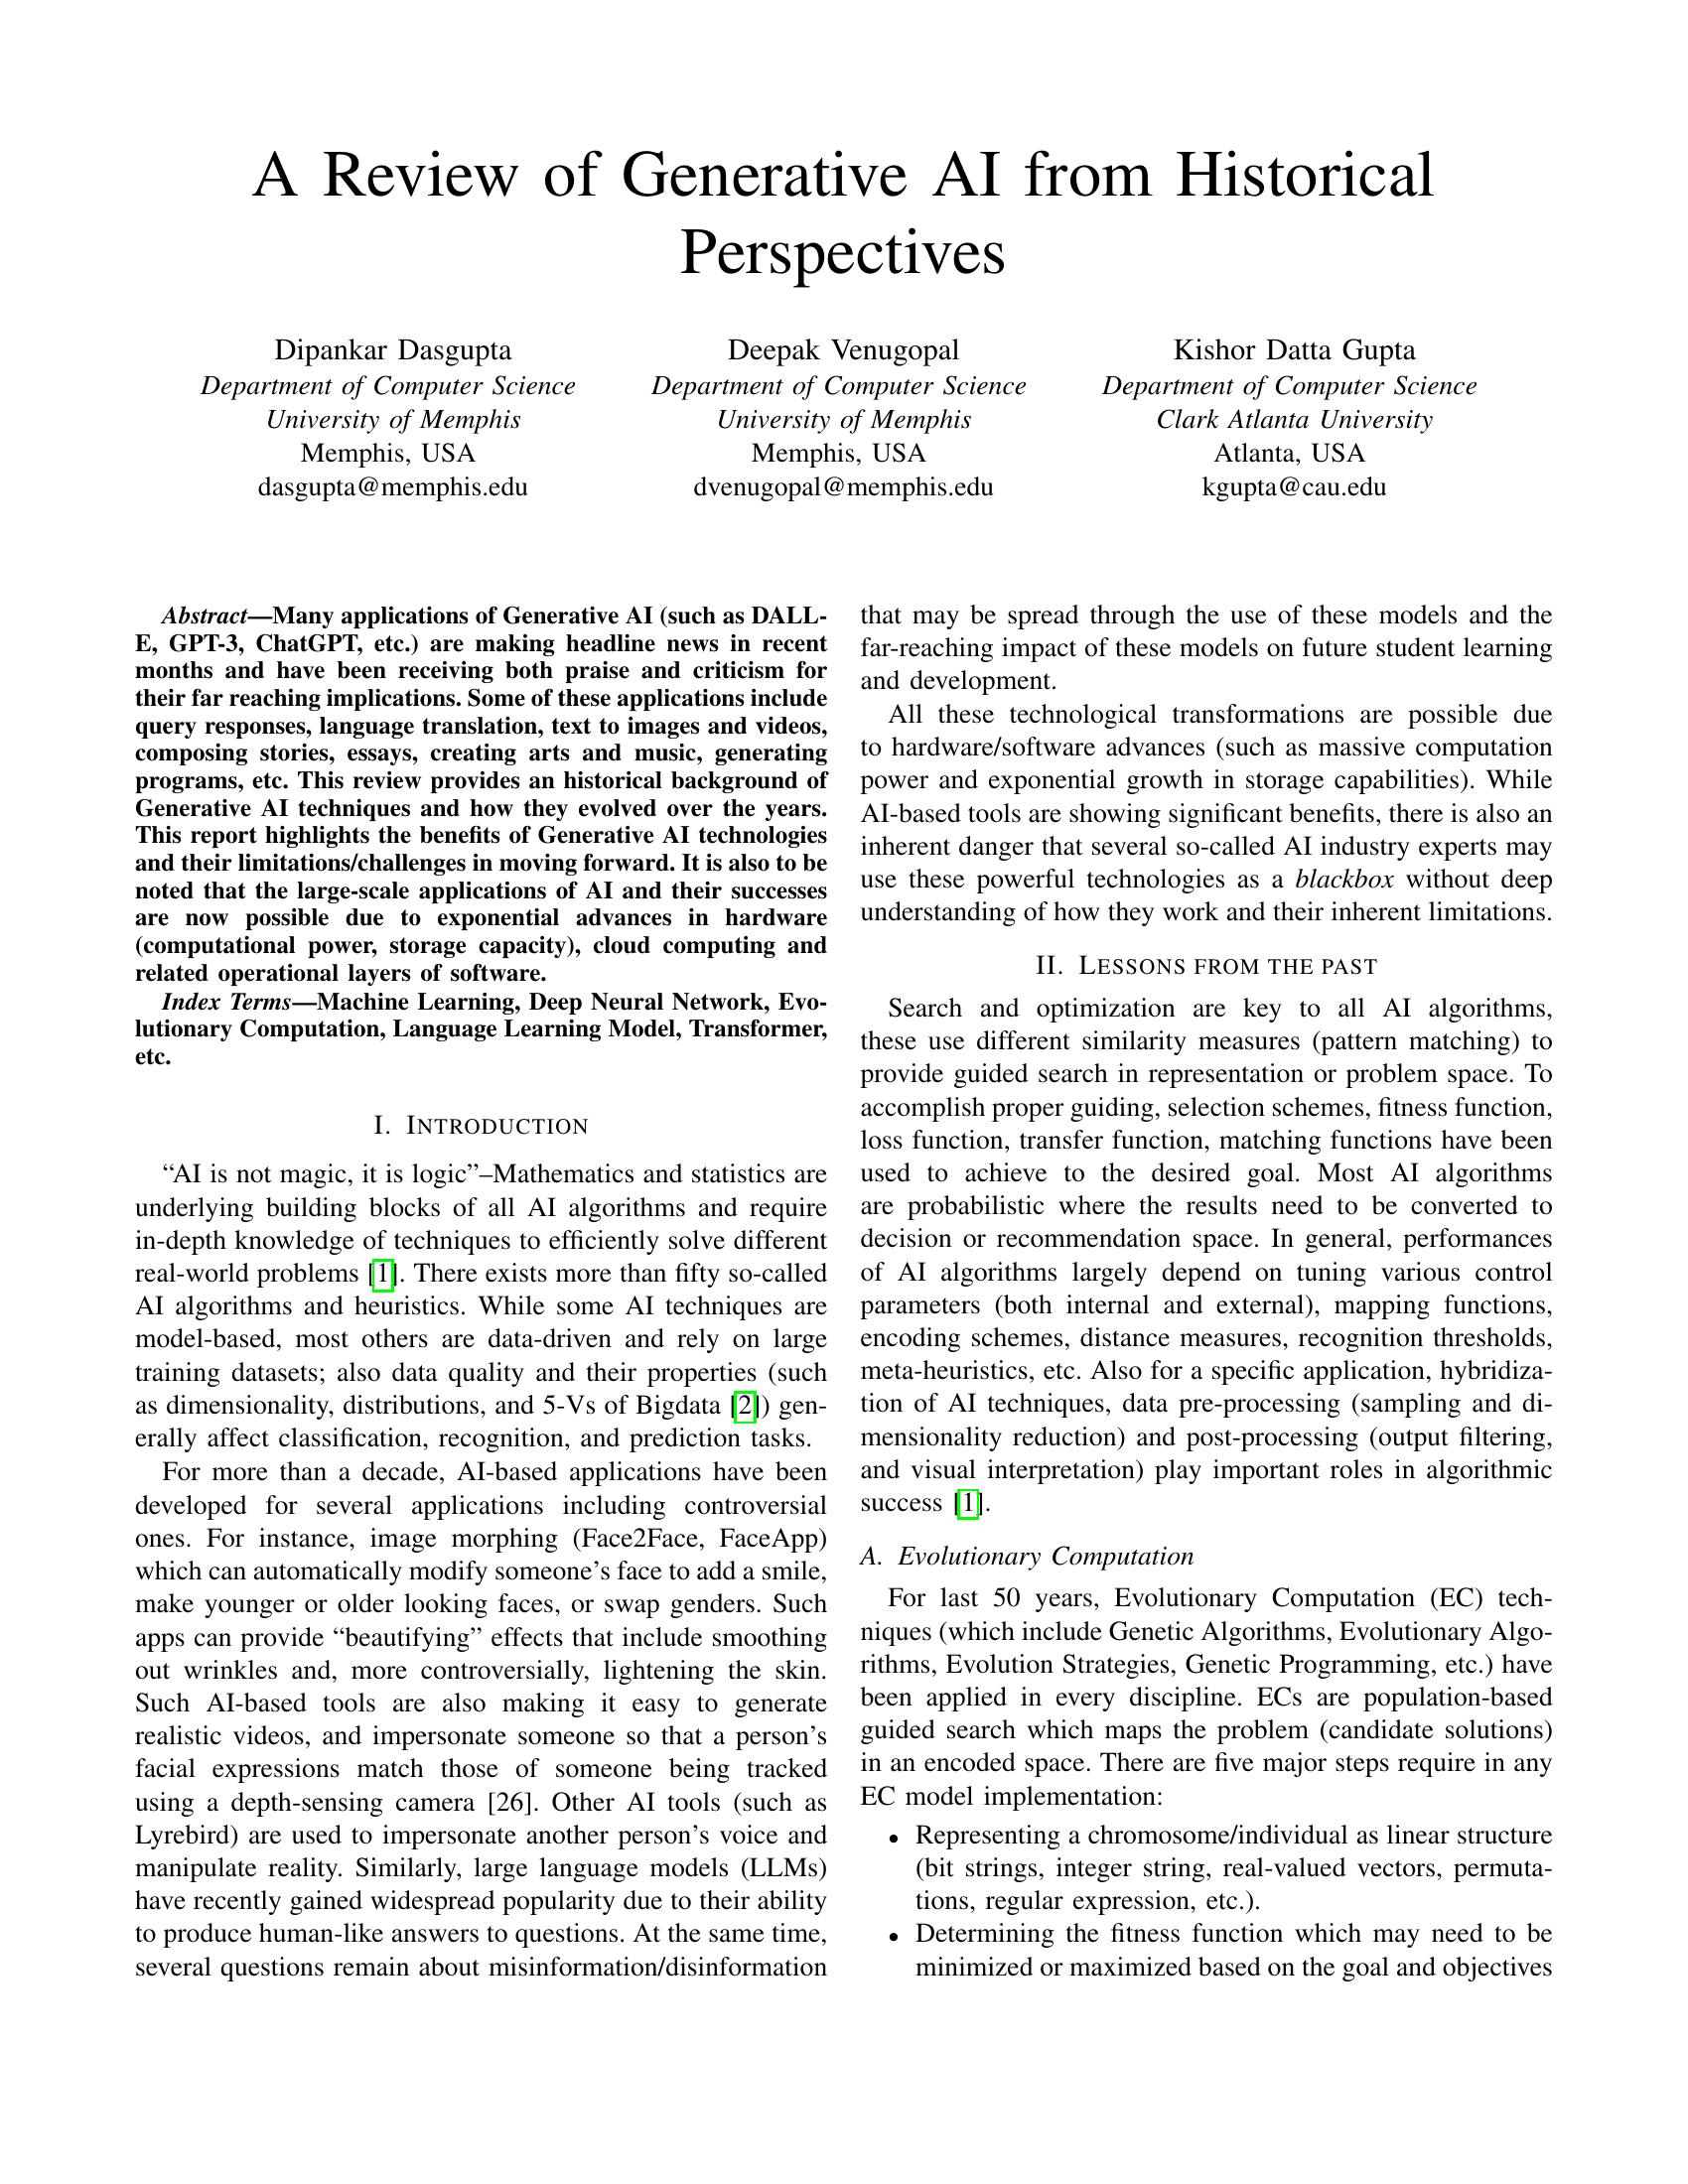 A Review of Generative AI from Historical
Perspectives
Dipankar Dasgupta
Department of Computer Science
University of Memphis
Memphis, USA
dasgupta@memphis.edu
Deepak Venugopal
Department of Computer Science
University of Memphis
Memphis, USA
dvenugopal@memphis.edu
Kishor Datta Gupta
Department of Computer Science
Clark Atlanta University
Atlanta, USA
kgupta@cau.edu
Abstract—Many applications of Generative AI (such as DALL-
E, GPT-3, ChatGPT, etc.) are making headline news in recent
months and have been receiving both praise and criticism for
their far reaching implications. Some of these applications include
query responses, language translation, text to images and videos,
composing stories, essays, creating arts and music, generating
programs, etc. This review provides an historical background of
Generative AI techniques and how they evolved over the years.
This report highlights the benefits of Generative AI technologies
and their limitations/challenges in moving forward. It is also to be
noted that the large-scale applications of AI and their successes
are now possible due to exponential advances in hardware
(computational power, storage capacity), cloud computing and
related operational layers of software.
Index Terms—Machine Learning, Deep Neural Network, Evo-
lutionary Computation, Language Learning Model, Transformer,
etc.
I. INTRODUCTION
“AI is not magic, it is logic”–Mathematics and statistics are
underlying building blocks of all AI algorithms and require
in-depth knowledge of techniques to efficiently solve different
real-world problems [1]. There exists more than fifty so-called
AI algorithms and heuristics. While some AI techniques are
model-based, most others are data-driven and rely on large
training datasets; also data quality and their properties (such
as dimensionality, distributions, and 5-Vs of Bigdata [2]) gen-
erally affect classification, recognition, and prediction tasks.
For more than a decade, AI-based applications have been
developed for several applications including controversial
ones. For instance, image morphing (Face2Face, FaceApp)
which can automatically modify someone’s face to add a smile,
make younger or older looking faces, or swap genders. Such
apps can provide “beautifying” effects that include smoothing
out wrinkles and, more controversially, lightening the skin.
Such AI-based tools are also making it easy to generate
realistic videos, and impersonate someone so that a person’s
facial expressions match those of someone being tracked
using a depth-sensing camera [26]. Other AI tools (such as
Lyrebird) are used to impersonate another person’s voice and
manipulate reality. Similarly, large language models (LLMs)
have recently gained widespread popularity due to their ability
to produce human-like answers to questions. At the same time,
several questions remain about misinformation/disinformation
that may be spread through the use of these models and the
far-reaching impact of these models on future student learning
and development.
All these technological transformations are possible due
to hardware/software advances (such as massive computation
power and exponential growth in storage capabilities). While
AI-based tools are showing significant benefits, there is also an
inherent danger that several so-called AI industry experts may
use these powerful technologies as a blackbox without deep
understanding of how they work and their inherent limitations.
II. LESSONS FROM THE PAST
Search and optimization are key to all AI algorithms,
these use different similarity measures (pattern matching) to
provide guided search in representation or problem space. To
accomplish proper guiding, selection schemes, fitness function,
loss function, transfer function, matching functions have been
used to achieve to the desired goal. Most AI algorithms
are probabilistic where the results need to be converted to
decision or recommendation space. In general, performances
of AI algorithms largely depend on tuning various control
parameters (both internal and external), mapping functions,
encoding schemes, distance measures, recognition thresholds,
meta-heuristics, etc. Also for a specific application, hybridiza-
tion of AI techniques, data pre-processing (sampling and di-
mensionality reduction) and post-processing (output filtering,
and visual interpretation) play important roles in algorithmic
success [1].
A. Evolutionary Computation
For last 50 years, Evolutionary Computation (EC) tech-
niques (which include Genetic Algorithms, Evolutionary Algo-
rithms, Evolution Strategies, Genetic Programming, etc.) have
been applied in every discipline. ECs are population-based
guided search which maps the problem (candidate solutions)
in an encoded space. There are five major steps require in any
EC model implementation:
• Representing a chromosome/individual as linear structure
(bit strings, integer string, real-valued vectors, permuta-
tions, regular expression, etc.).
• Determining the fitness function which may need to be
minimized or maximized based on the goal and objectives